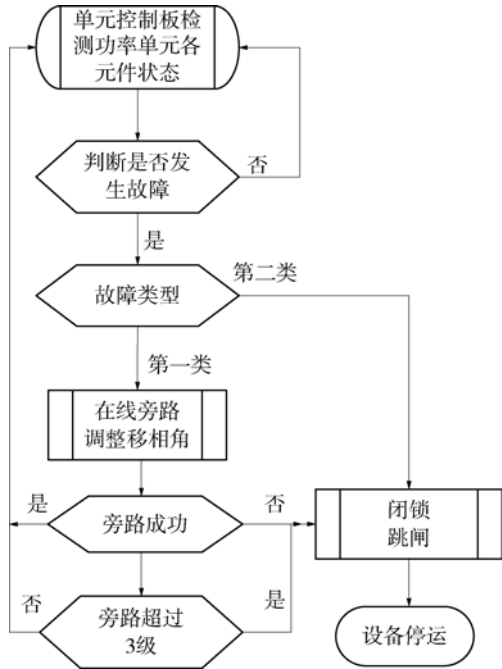 单元控制板检
测功率单元各
元件状态
判断是否发
生故障
否
是
故障类型
第二类
第一类
在线旁路
调整移相角
是
旁路成功
否
闭锁
跳闸
否
旁路超过
3级
是
设备停运